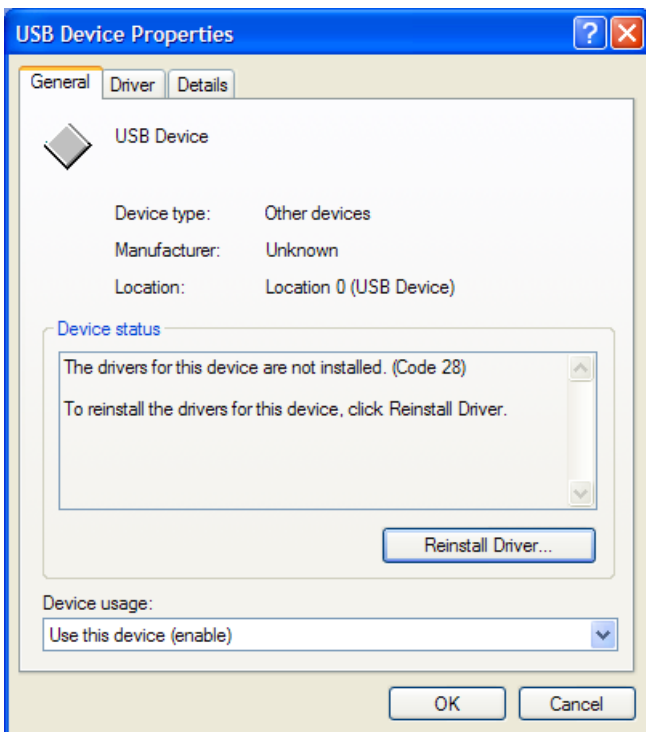 USB Device Properties
General Driver Details
USB Device
Device type: Other devices
Manufacturer: Unknown
Location: Location 0 (USB Device)
Device status
The drivers for this device are not installed. (Code 28)
To reinstall the drivers for this device, click Reinstall Driver.
Reinstall Driver...
Device usage:
Use this device (enable)
OK Cancel